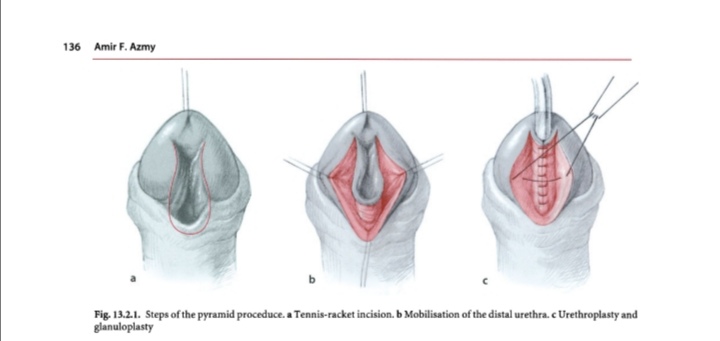 136 Amir F. Azmy
a
b
c
Fig. 13.2.1. Steps of the pyramid proceduce. a Tennis-racket incision. b Mobilisation of the distal urethra. c Urethroplasty and
glanuloplasty